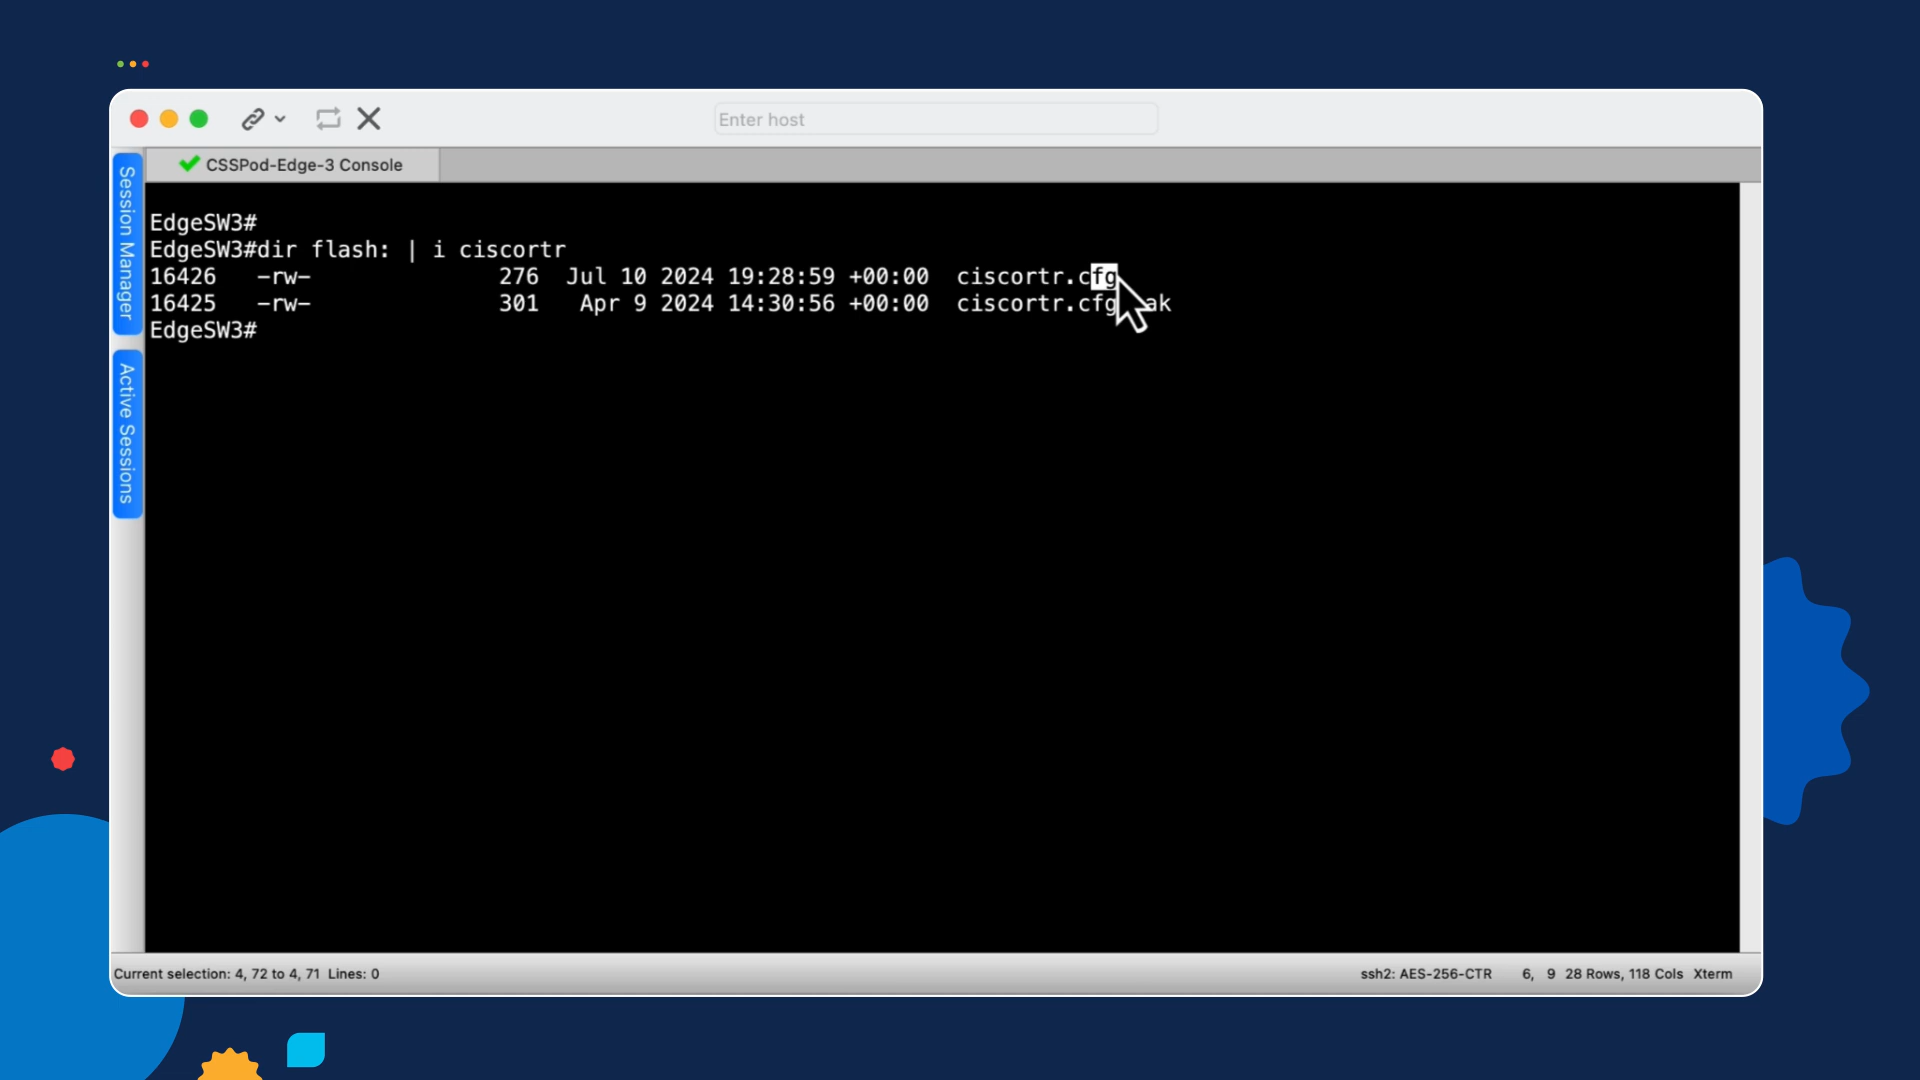 Enter host
CSSPod-Edge-3 Console
Session Manager
Active Sessions
EdgeSW3#
EdgeSW3#dir flash: | i ciscortr
16426 -rw- 276 Jul 10 2024 19:28:59 +00:00 ciscortr.cfg
16425 -rw- 301 Apr 9 2024 14:30:56 +00:00 ciscortr.cfg ak
EdgeSW3#
Current selection: 4, 72 to 4, 71 Lines: 0
ssh2: AES-256-CTR 6, 9 28 Rows, 118 Cols Xterm